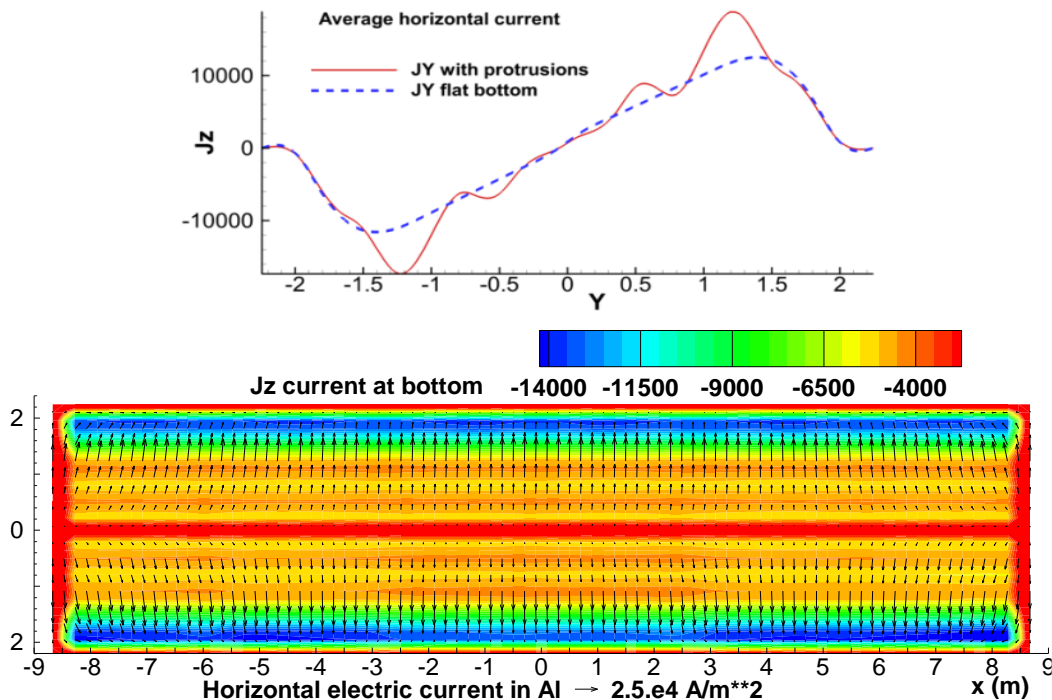 Average horizontal current
JY with protrusions
JY flat bottom
10000
0
-10000
Jz
-2 -1.5 -1 -0.5 0 0.5 1 1.5 2
Y
Jz current at bottom -14000 -11500 -9000 -6500 -4000
2
0
2
-9 -8 -7 -6 -5 -4 -3 -2 -1 0 1 2 3 4 5 6 7 8 9
Horizontal electric current in Al → 2.5.e4 A/m**2 x (m)